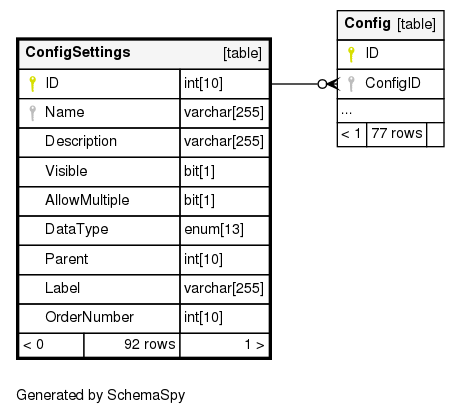 Config [table]
ID
ConfigID
...
< 1 77 rows
ConfigSettings [table]
ID int[10]
Name varchar[255]
Description varchar[255]
Visible bit[1]
AllowMultiple bit[1]
DataType enum[13]
Parent int[10]
Label varchar[255]
OrderNumber int[10]
< 0 92 rows 1 >
Generated by SchemaSpy